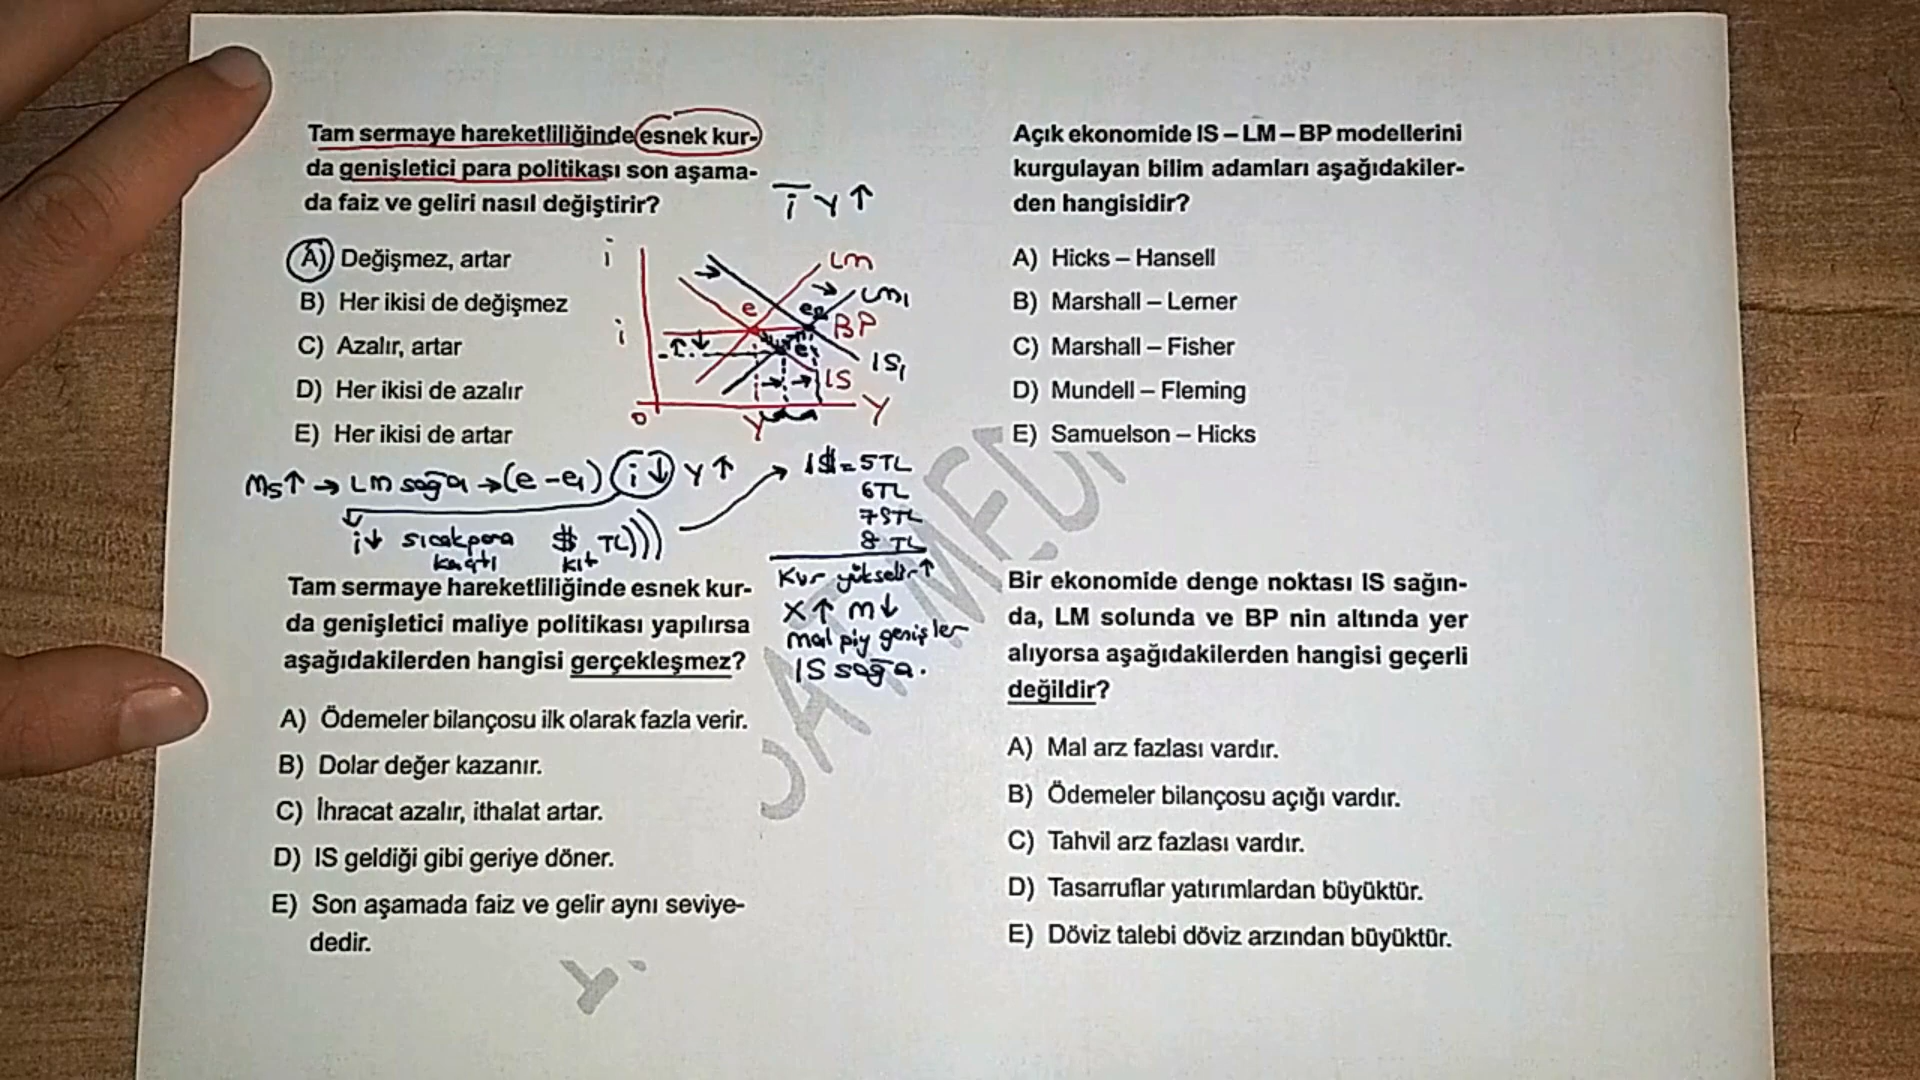 Tam sermaye hareketliliğinde esnek kur-
da genişletici para politikası son aşama-
da faiz ve geliri nasıl değiştirir?
i Y↑
A) Değişmez, artar
B) Her ikisi de değişmez
C) Azalır, artar
D) Her ikisi de azalır
E) Her ikisi de artar
i
i
LM
LM1
e
BP
e1
IS1
IS
Y
0
Y
Ms↑ → LM sağa → (e-e1) i↓ Y↑
i↓ sıcakpara $ TL)))
kaçtı kıt
1$=5TL
6TL
8 TL
Kur yükselir↑
X↑ m↓
mal piy genişler
IS sağa.
Tam sermaye hareketliliğinde esnek kur-
da genişletici maliye politikası yapılırsa
aşağıdakilerden hangisi gerçekleşmez?
A) Ödemeler bilançosu ilk olarak fazla verir.
B) Dolar değer kazanır.
C) İhracat azalır, ithalat artar.
D) IS geldiği gibi geriye döner.
E) Son aşamada faiz ve gelir aynı seviye-
dedir.
Açık ekonomide IS – LM – BP modellerini
kurgulayan bilim adamları aşağıdakiler-
den hangisidir?
A) Hicks – Hansell
B) Marshall – Lerner
C) Marshall – Fisher
D) Mundell – Fleming
E) Samuelson – Hicks
Bir ekonomide denge noktası IS sağın-
da, LM solunda ve BP nin altında yer
alıyorsa aşağıdakilerden hangisi geçerli
değildir?
A) Mal arz fazlası vardır.
B) Ödemeler bilançosu açığı vardır.
C) Tahvil arz fazlası vardır.
D) Tasarruflar yatırımlardan büyüktür.
E) Döviz talebi döviz arzından büyüktür.